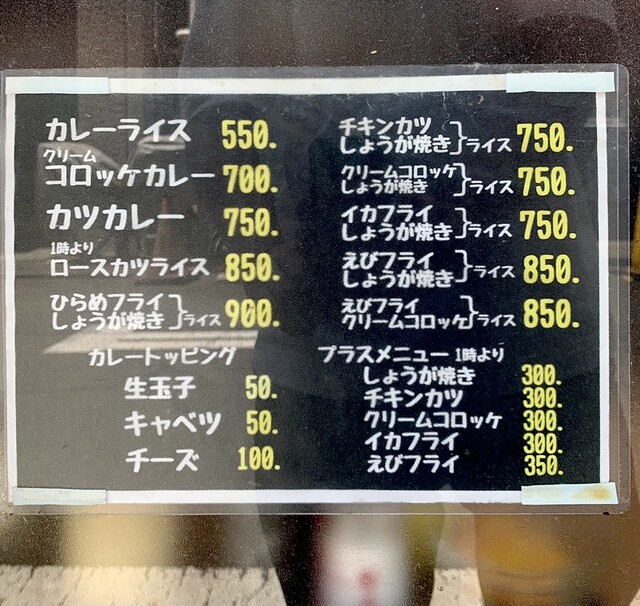 カレーライス 550.
クリーム
コロッケカレー 700.
カツカレー 750.
1時より
ロースカツライス 850.
ひらめフライ
しょうが焼き}ライス 900.
カレートッピング
生玉子 50.
キャベツ 50.
チーズ 100.
チキンカツ
しょうが焼き}ライス 750.
クリームコロッケ
しょうが焼き}ライス 750.
イカフライ
しょうが焼き}ライス 750.
えびフライ
しょうが焼き}ライス 850.
えびフライ
クリームコロッケ}ライス 850.
プラスメニュー 1時より
しょうが焼き 300.
チキンカツ 300.
クリームコロッケ 300.
イカフライ 300.
えびフライ 350.